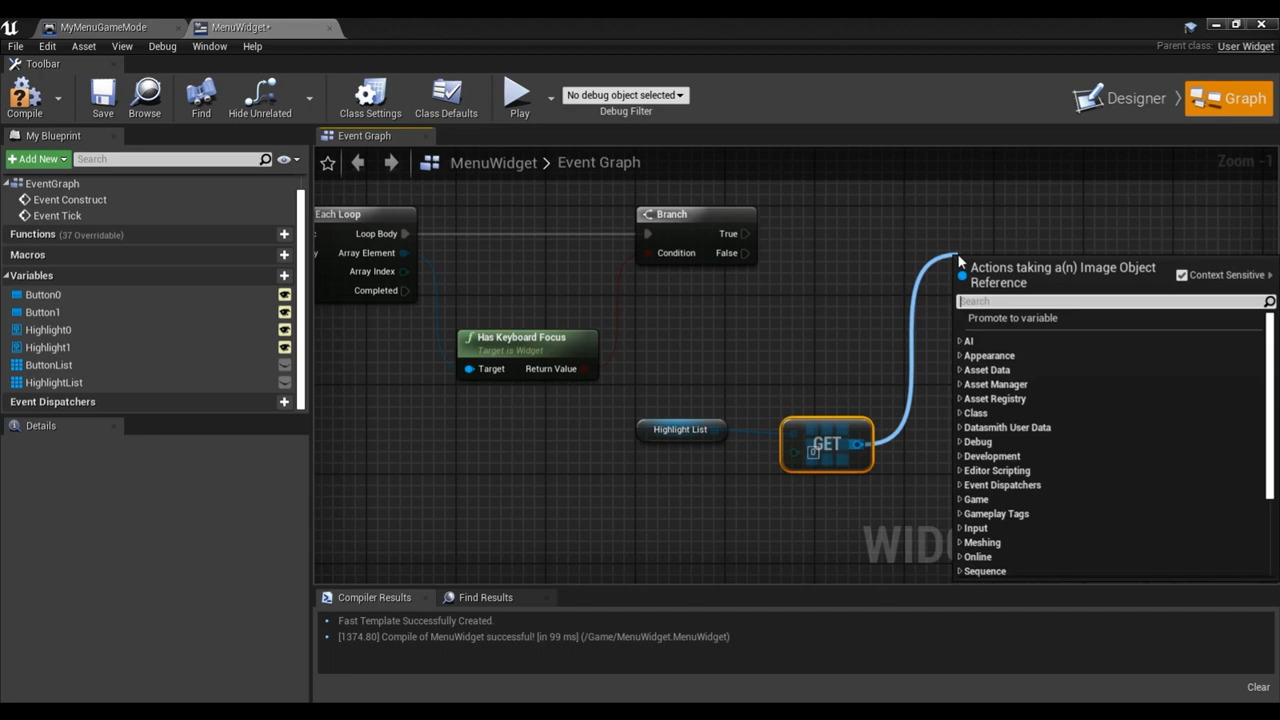 MyMenuGameMode
MenuWidget*
File Edit Asset View Debug Window Help
Parent class: User Widget
Toolbar
Compile Save Browse Find Hide Unrelated Class Settings Class Defaults Play
No debug object selected
Debug Filter
Designer
Graph
My Blueprint
Add New
Search
EventGraph
Event Construct
Event Tick
Functions (37 Overridable)
Macros
Variables
Button0
Button1
Highlight0
Highlight1
ButtonList
HighlightList
Event Dispatchers
Details
Event Graph
MenuWidget > Event Graph
Zoom -1
Each Loop
Loop Body
Array Element
Array Index
Completed
Branch
True
Condition False
Has Keyboard Focus
Target is Widget
Target Return Value
Highlight List
GET
0
Actions taking a(n) Image Object
Reference
Context Sensitive
Search
Promote to variable
AI
Appearance
Asset Data
Asset Manager
Asset Registry
Class
Datasmith User Data
Debug
Development
Editor Scripting
Event Dispatchers
Game
Gameplay Tags
Input
Meshing
Online
Sequence
Compiler Results
Find Results
Fast Template Successfully Created.
[1374.80] Compile of MenuWidget successful! [in 99 ms] (/Game/MenuWidget.MenuWidget)
Clear